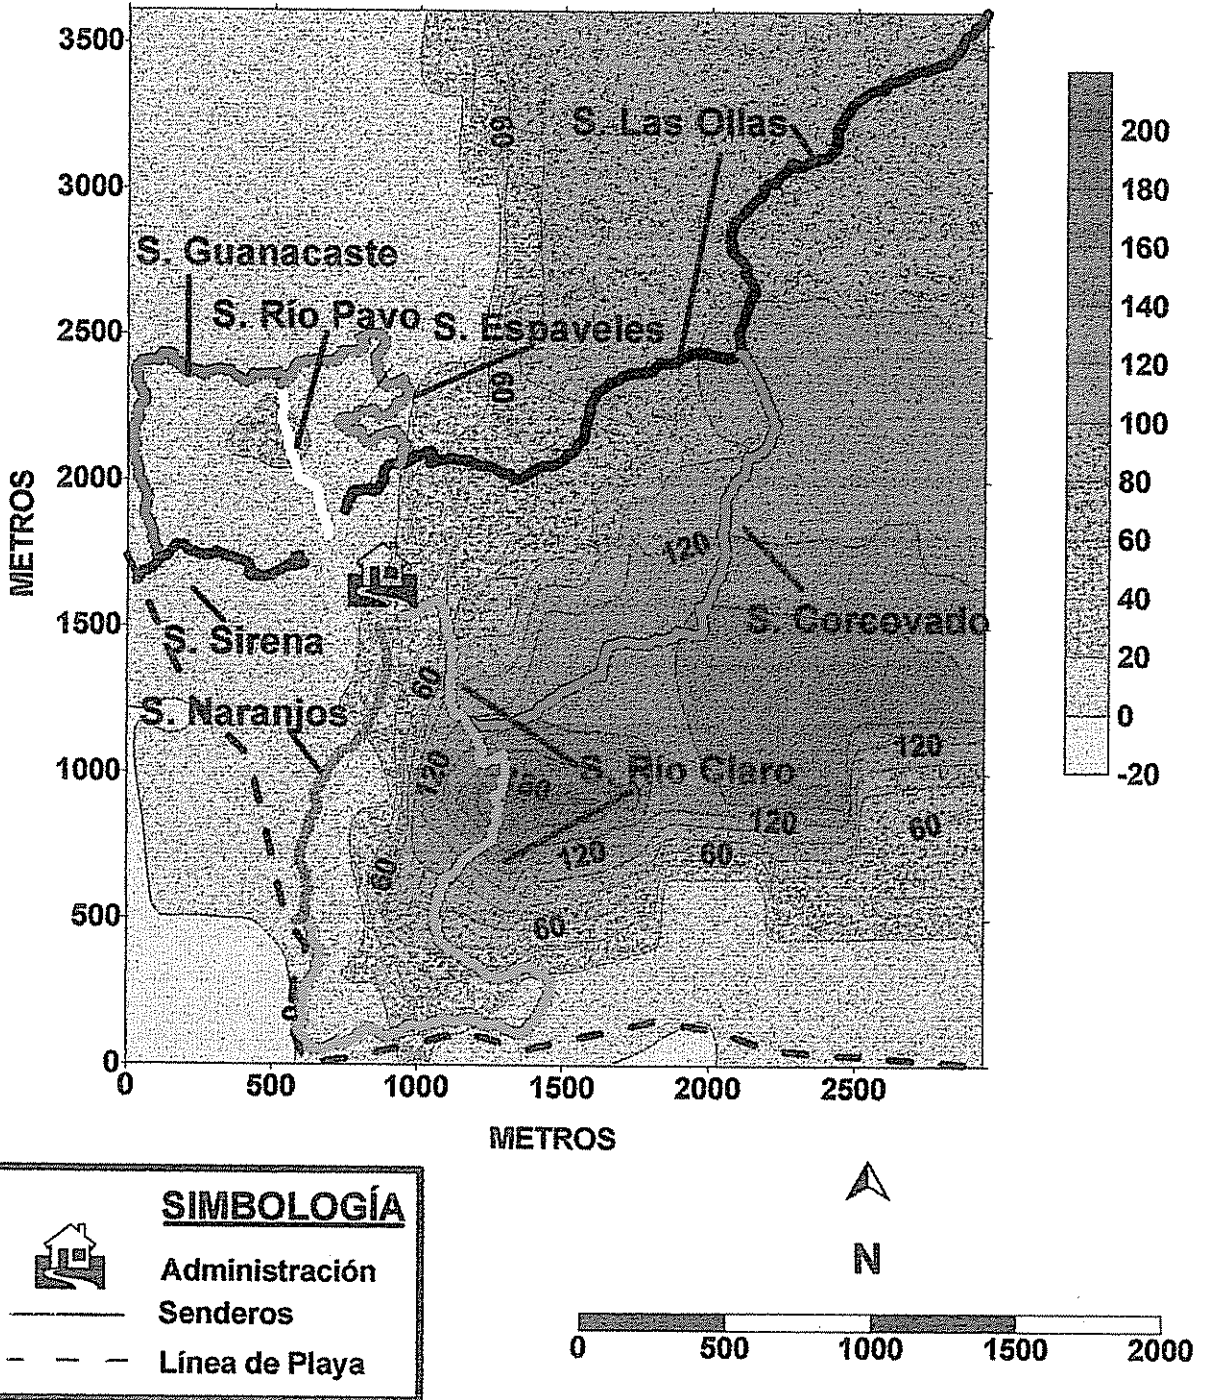 3500
3000
2500
2000
1500
1000
500
0
METROS
0
500
1000
1500
2000
2500
METROS
60
S. Las Ollas
S. Guanacaste
S. Río Pavo
S. Espaveles
60
120
S. Corcovado
S. Sirena
60
S. Naranjos
120
120
160
S. Río Claro
120
60
120
60
60
60
200
180
160
140
120
100
80
60
40
20
0
-20
SIMBOLOGÍA
Administración
Senderos
Línea de Playa
N
0
500
1000
1500
2000